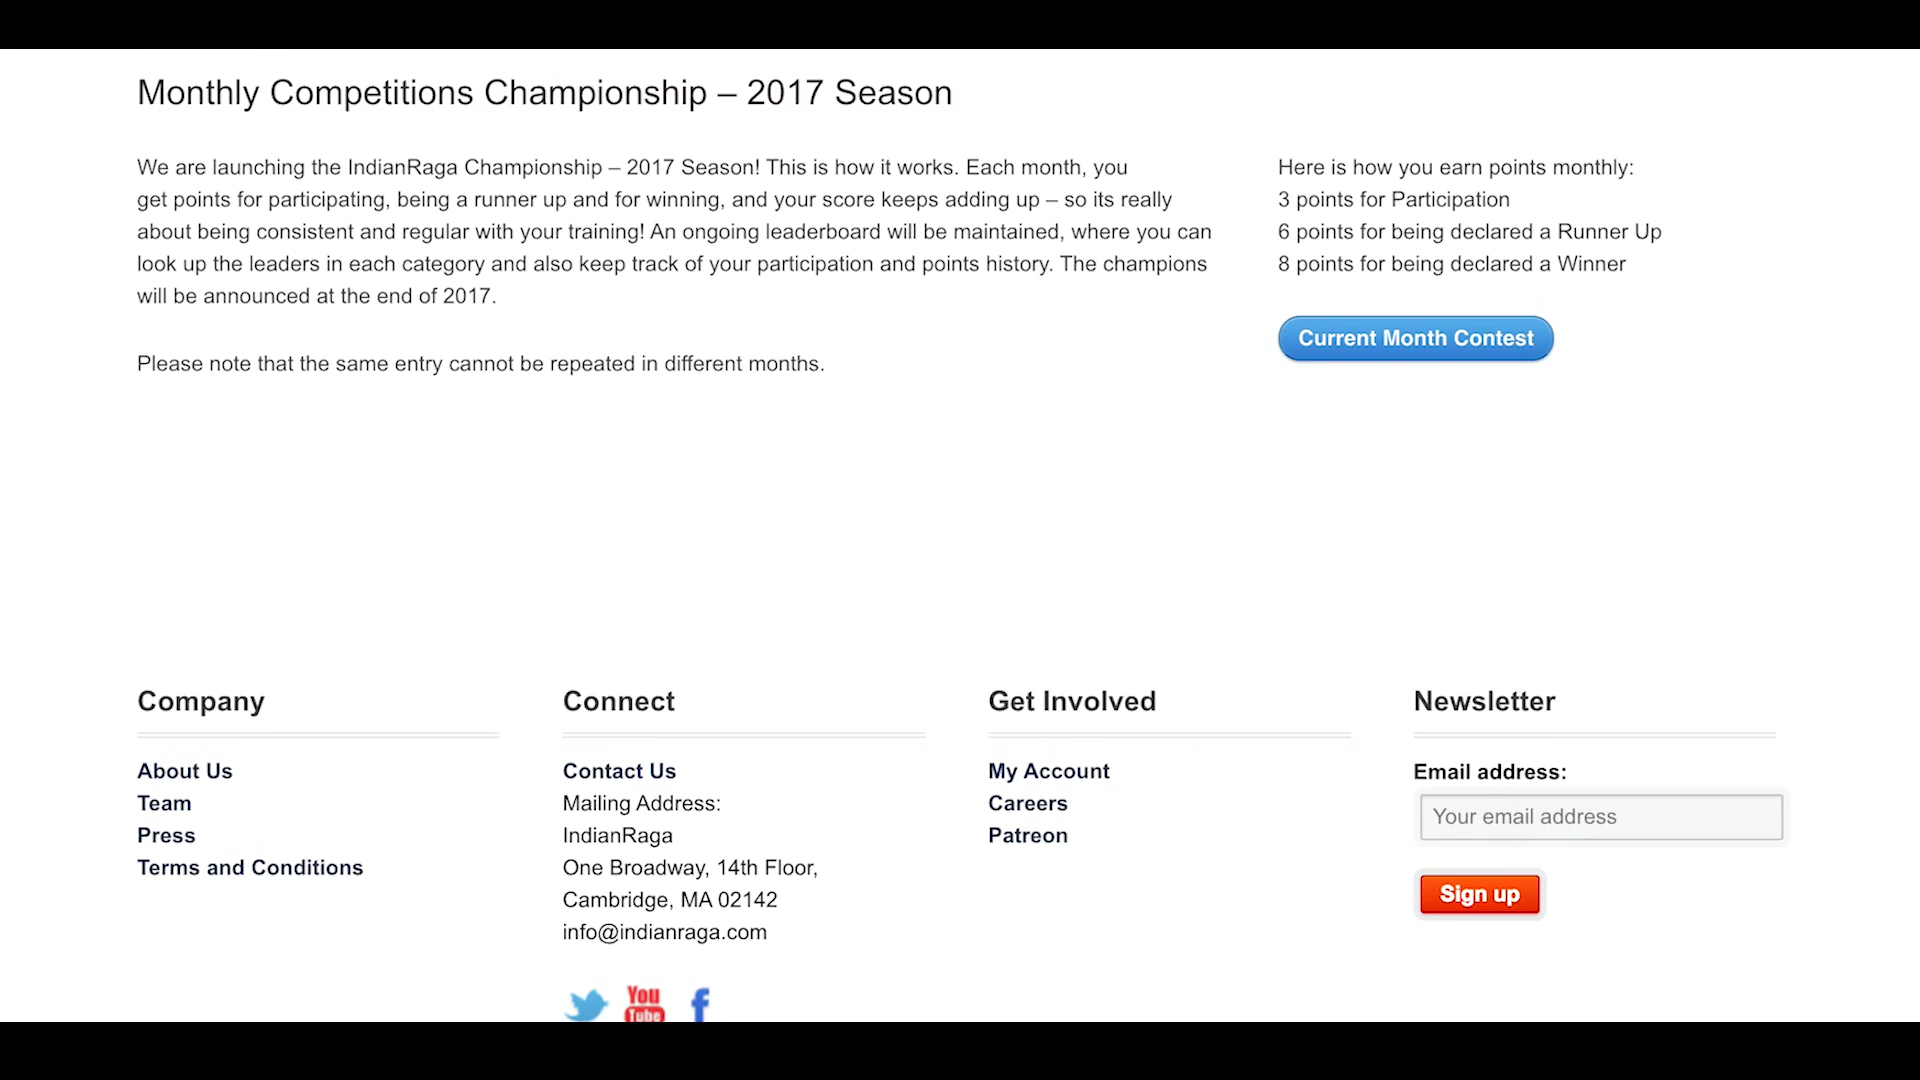 Monthly Competitions Championship – 2017 Season
We are launching the IndianRaga Championship – 2017 Season! This is how it works. Each month, you
get points for participating, being a runner up and for winning, and your score keeps adding up – so its really
about being consistent and regular with your training! An ongoing leaderboard will be maintained, where you can
look up the leaders in each category and also keep track of your participation and points history. The champions
will be announced at the end of 2017.
Please note that the same entry cannot be repeated in different months.
Here is how you earn points monthly:
3 points for Participation
6 points for being declared a Runner Up
8 points for being declared a Winner
Current Month Contest
Company
About Us
Team
Press
Terms and Conditions
Connect
Contact Us
Mailing Address:
IndianRaga
One Broadway, 14th Floor,
Cambridge, MA 02142
info@indianraga.com
You
Tube
f
Get Involved
My Account
Careers
Patreon
Newsletter
Email address:
Your email address
Sign up